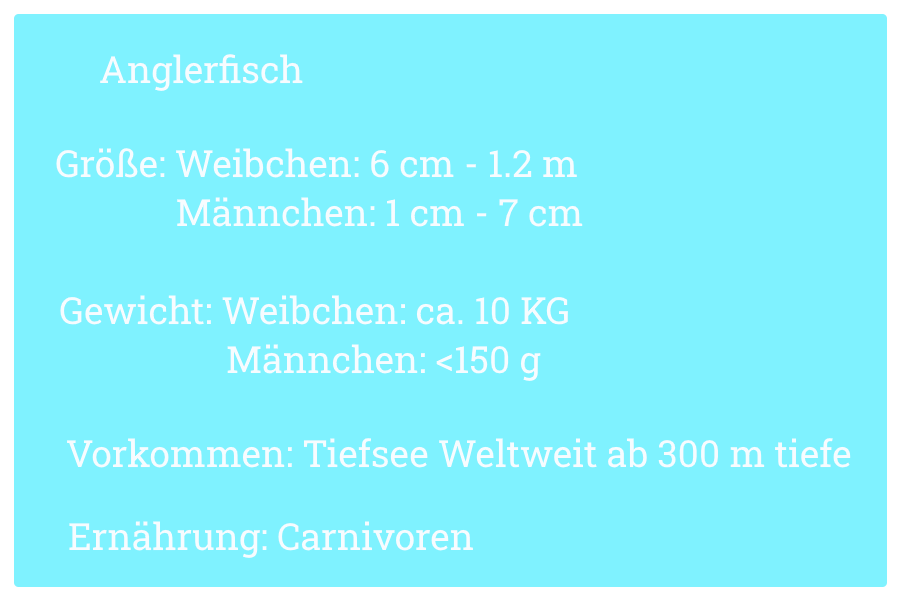 Anglerfisch
Größe: Weibchen: 6 cm - 1.2 m
Männchen: 1 cm - 7 cm
Gewicht: Weibchen: ca. 10 KG
Männchen: <150 g
Vorkommen: Tiefsee Weltweit ab 300 m tiefe
Ernährung: Carnivoren